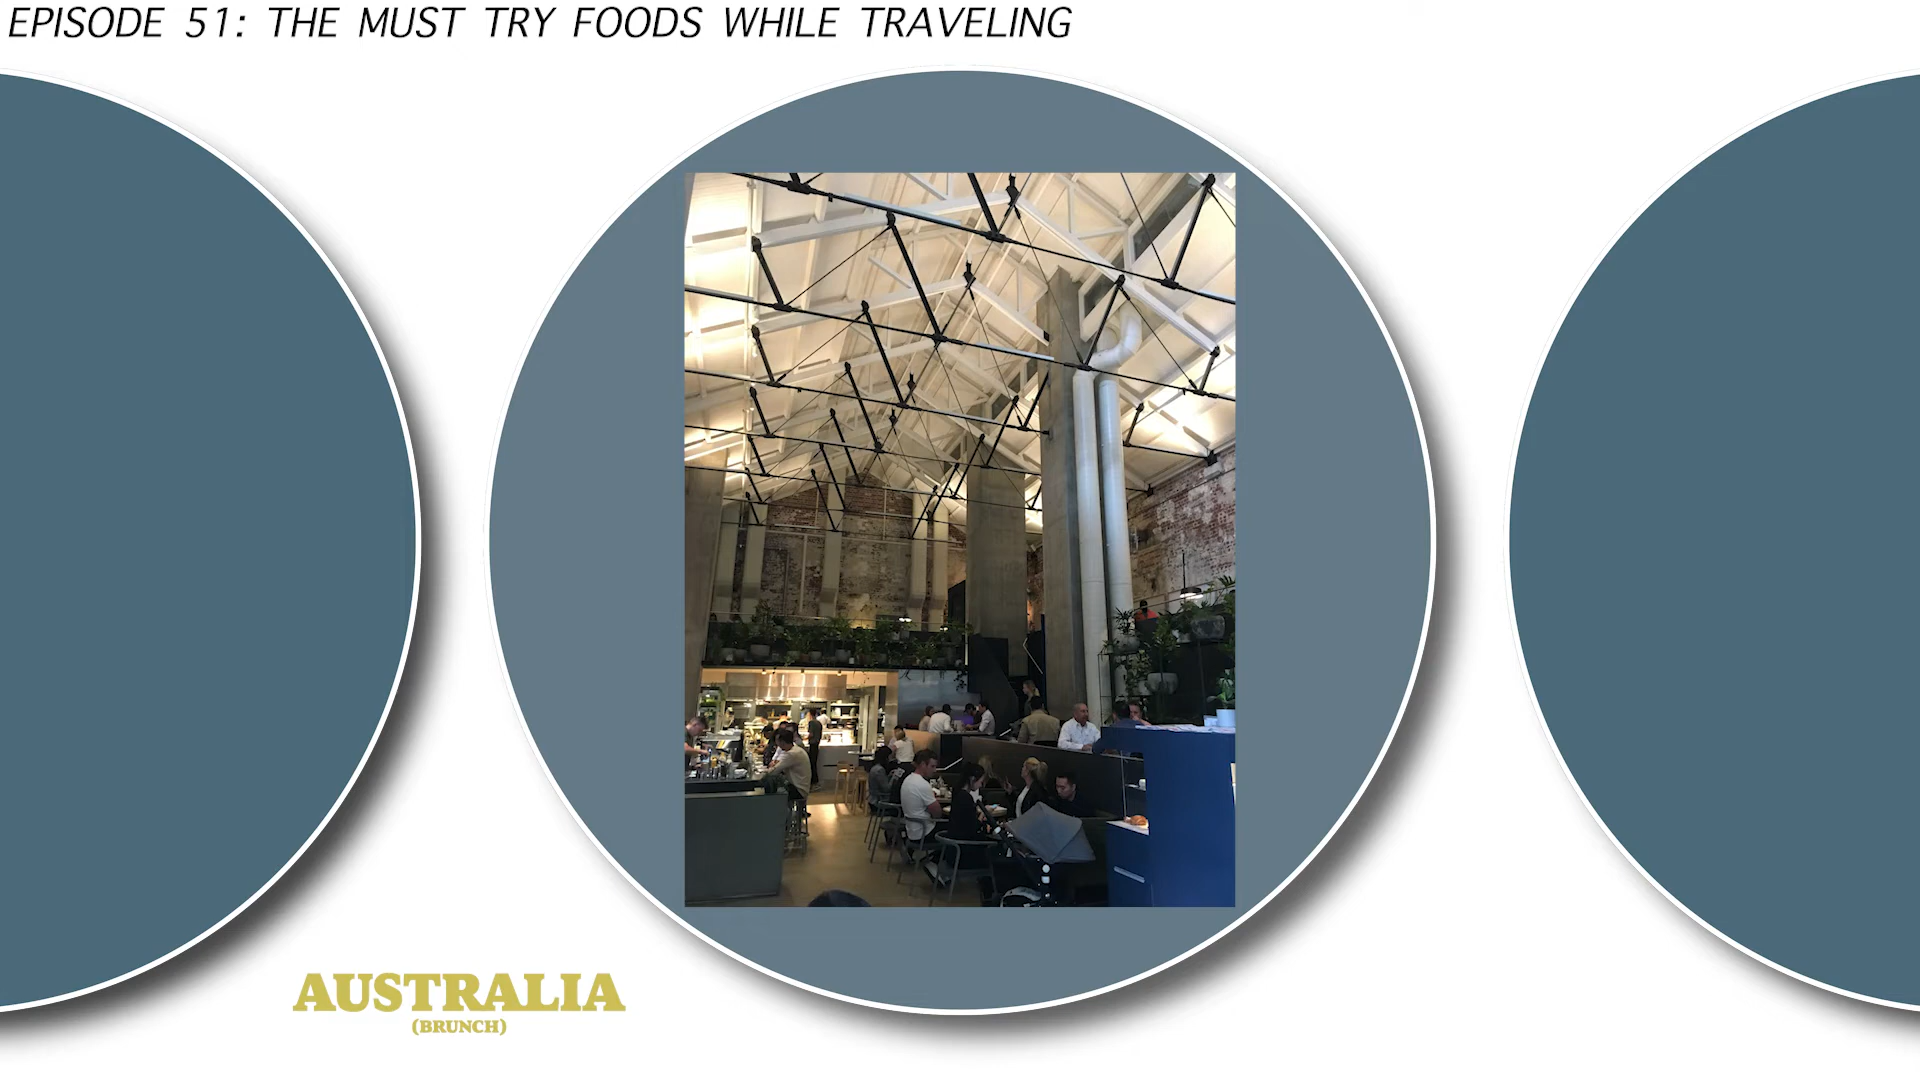 EPISODE 51: THE MUST TRY FOODS WHILE TRAVELING
AUSTRALIA
(BRUNCH)